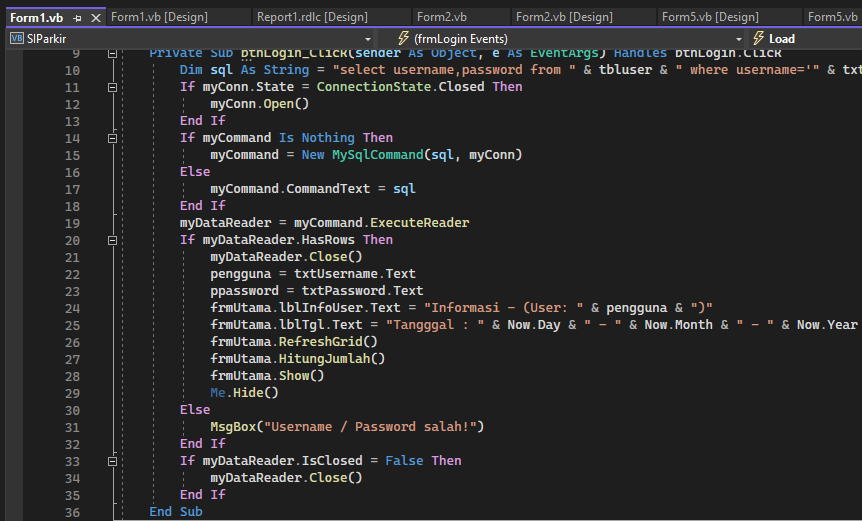 Form1.vb Form1.vb [Design] Report1.rdlc [Design] Form2.vb Form2.vb [Design] Form5.vb [Design] Form5.vb
VB SIParkir (frmLogin Events) Load
9 Private Sub btnLogin_Click(sender As Object, e As EventArgs) Handles btnLogin.Click
10 Dim sql As String = "select username,password from " & tbluser & " where username='" & txt
11 If myConn.State = ConnectionState.Closed Then
12 myConn.Open()
13 End If
14 If myCommand Is Nothing Then
15 myCommand = New MySqlCommand(sql, myConn)
16 Else
17 myCommand.CommandText = sql
18 End If
19 myDataReader = myCommand.ExecuteReader
20 If myDataReader.HasRows Then
21 myDataReader.Close()
22 pengguna = txtUsername.Text
23 ppassword = txtPassword.Text
24 frmUtama.lblInfoUser.Text = "Informasi - (User: " & pengguna & ")"
25 frmUtama.lblTgl.Text = "Tangggal : " & Now.Day & " - " & Now.Month & " - " & Now.Year
26 frmUtama.RefreshGrid()
27 frmUtama.HitungJumlah()
28 frmUtama.Show()
29 Me.Hide()
30 Else
31 MsgBox("Username / Password salah!")
32 End If
33 If myDataReader.IsClosed = False Then
34 myDataReader.Close()
35 End If
36 End Sub